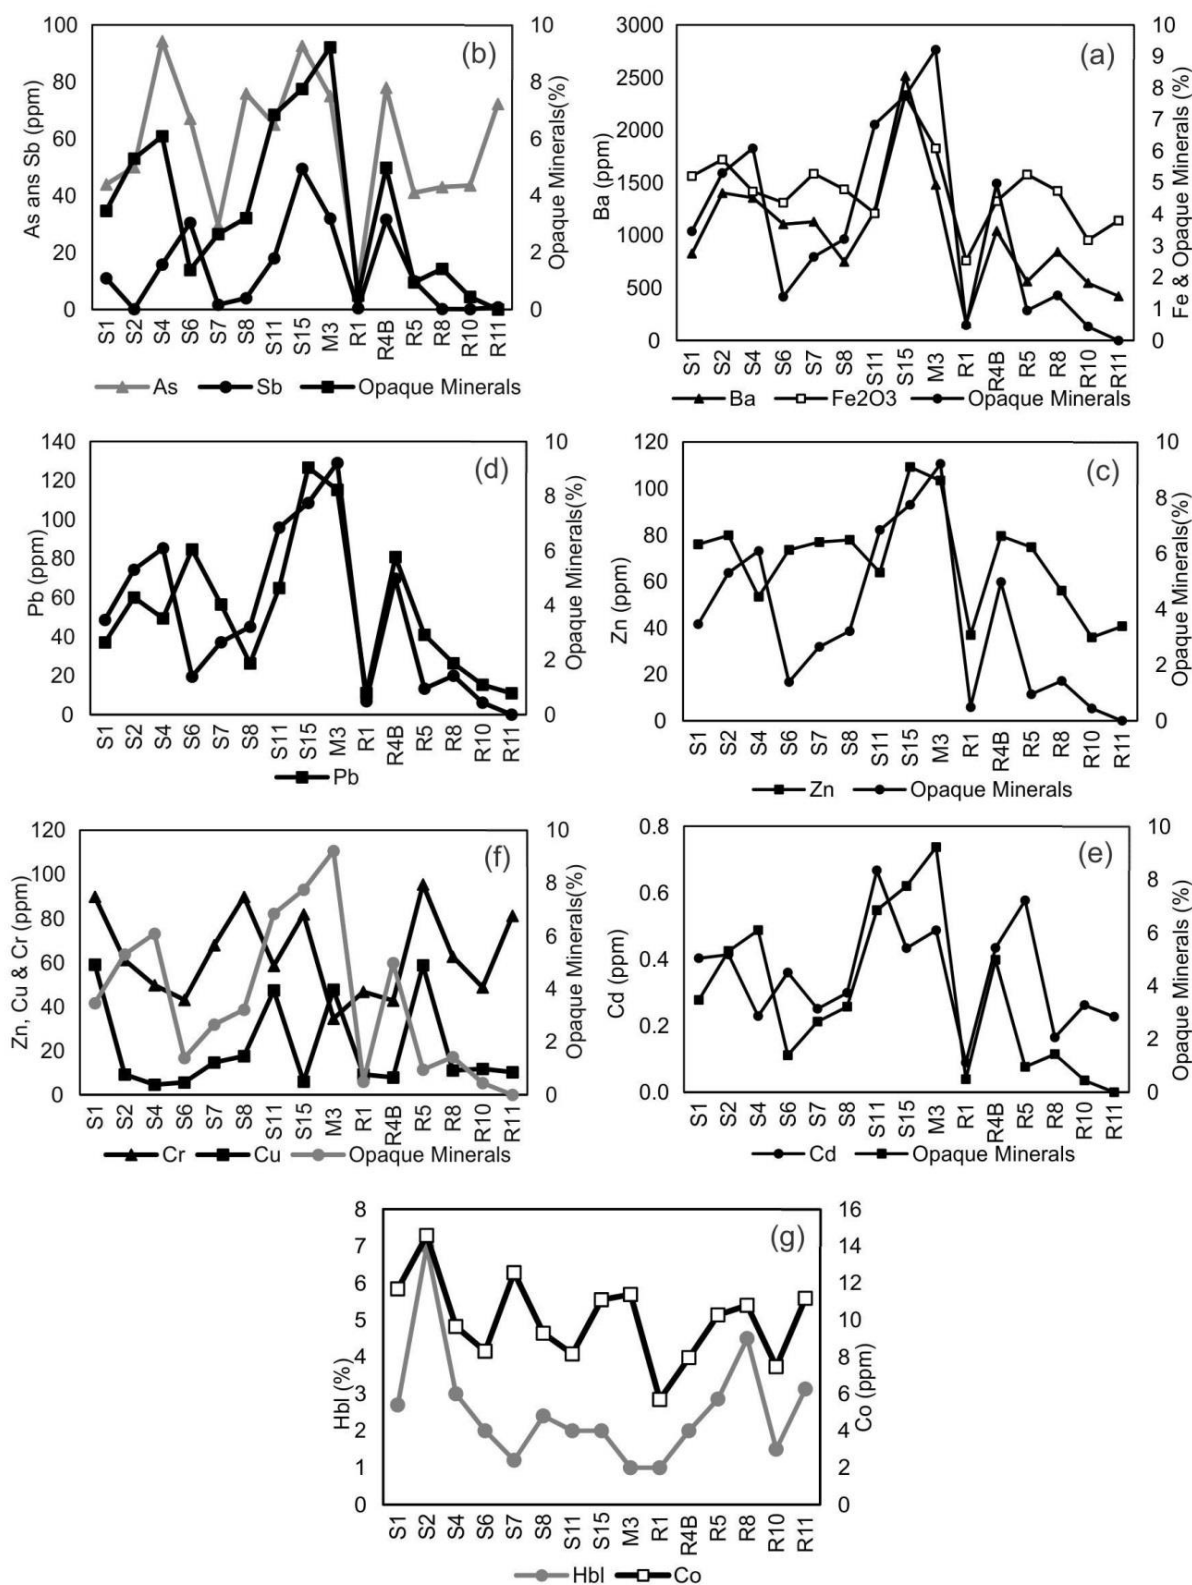 (b)
As ans Sb (ppm)
100
80
60
40
20
0
10
8
6
4
2
0
Opaque Minerals(%)
S1 S2 S4 S6 S7 S8 S11 S15 M3 R1 R4B R5 R8 R10 R11
As Sb Opaque Minerals
(a)
Ba (ppm)
3000
2500
2000
1500
1000
500
0
10
9
8
7
6
5
4
3
2
1
0
Fe & Opaque Minerals (%)
S1 S2 S4 S6 S7 S8 S11 S15 M3 R1 R4B R5 R8 R10 R11
Ba Fe2O3 Opaque Minerals
(d)
Pb (ppm)
140
120
100
80
60
40
20
0
10
8
6
4
2
0
Opaque Minerals(%)
S1 S2 S4 S6 S7 S8 S11 S15 M3 R1 R4B R5 R8 R10 R11
Pb
(c)
Zn (ppm)
120
100
80
60
40
20
0
10
8
6
4
2
0
Opaque Minerals(%)
S1 S2 S4 S6 S7 S8 S11 S15 M3 R1 R4B R5 R8 R10 R11
Zn Opaque Minerals
(f)
Zn, Cu & Cr (ppm)
120
100
80
60
40
20
0
10
8
6
4
2
0
Opaque Minerals(%)
S1 S2 S4 S6 S7 S8 S11 S15 M3 R1 R4B R5 R8 R10 R11
Cr Cu Opaque Minerals
(e)
Cd (ppm)
0.8
0.6
0.4
0.2
0.0
10
8
6
4
2
0
Opaque Minerals (%)
S1 S2 S4 S6 S7 S8 S11 S15 M3 R1 R4B R5 R8 R10 R11
Cd Opaque Minerals
(g)
Hbl (%)
8
7
6
5
4
3
2
1
0
16
14
12
10
8
6
4
2
0
Co (ppm)
S1 S2 S4 S6 S7 S8 S11 S15 M3 R1 R4B R5 R8 R10 R11
Hbl Co